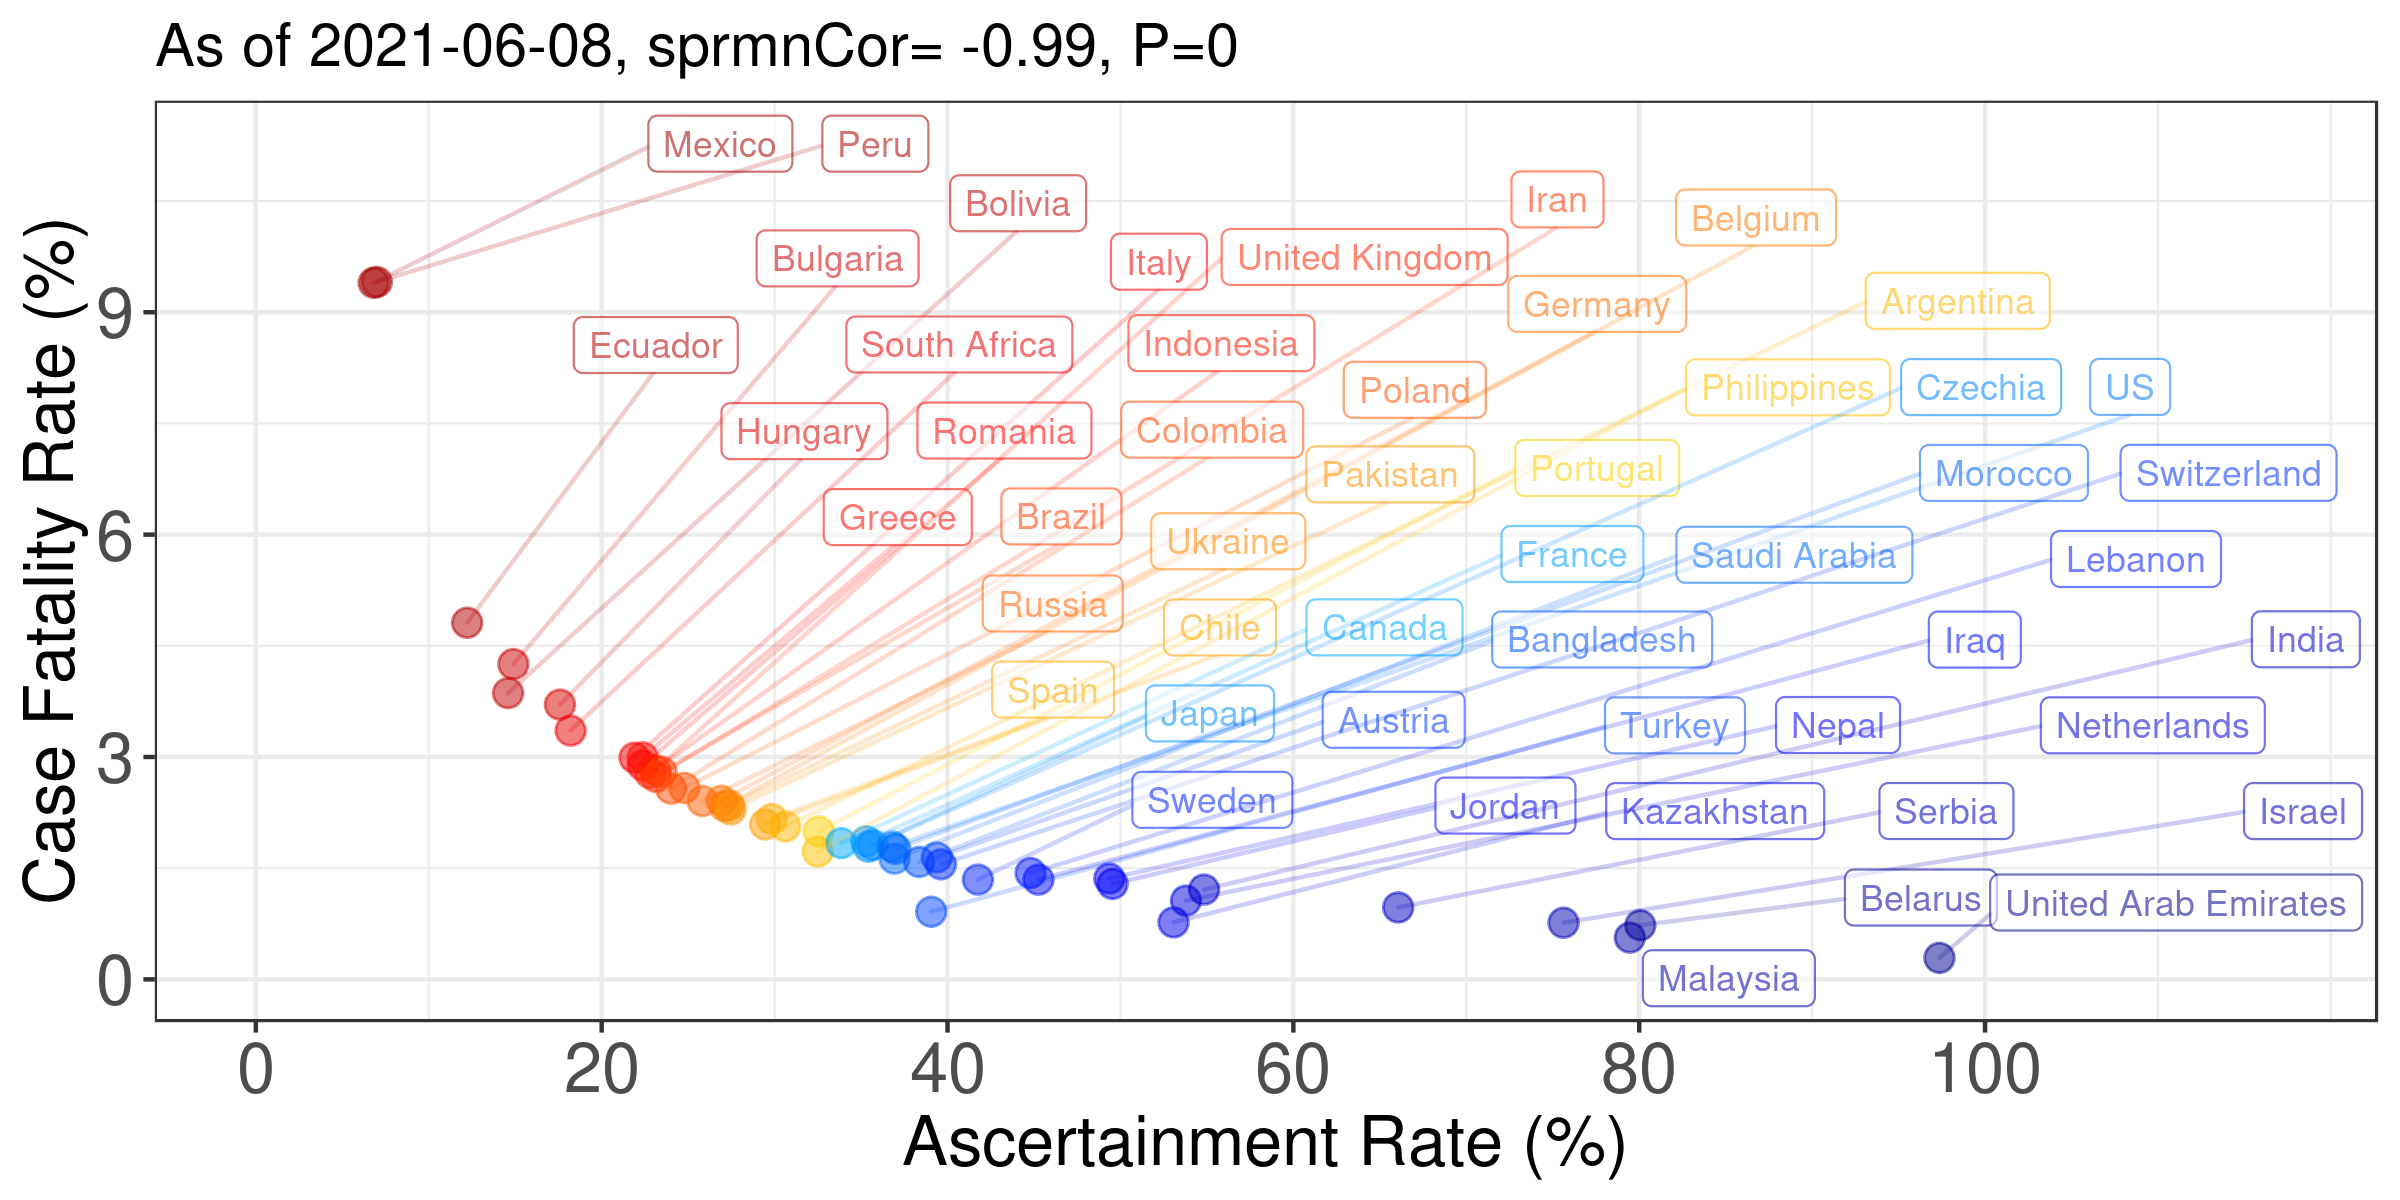 As of 2021-06-08, sprmnCor= -0.99, P=0
Case Fatality Rate (%)
9
6
3
0
Mexico
Peru
Bolivia
Iran
Belgium
Bulgaria
Italy
United Kingdom
Germany
Argentina
Ecuador
South Africa
Indonesia
Poland
Philippines
Czechia
US
Hungary
Romania
Colombia
Pakistan
Portugal
Morocco
Switzerland
Greece
Brazil
Ukraine
France
Saudi Arabia
Lebanon
Russia
Chile
Canada
Bangladesh
Iraq
India
Spain
Japan
Austria
Turkey
Nepal
Netherlands
Sweden
Jordan
Kazakhstan
Serbia
Israel
Belarus
United Arab Emirates
Malaysia
0
20
40
60
80
100
Ascertainment Rate (%)